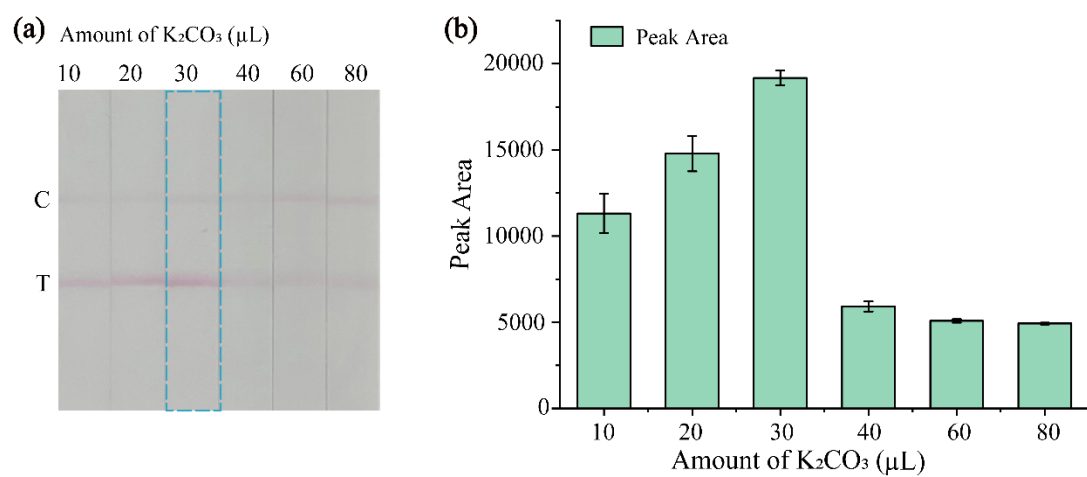 (a) Amount of K₂CO₃ (µL)
10 20 30 40 60 80
C
T
(b)
Peak Area
20000
15000
10000
5000
0
Peak Area
10 20 30 40 60 80
Amount of K₂CO₃ (µL)